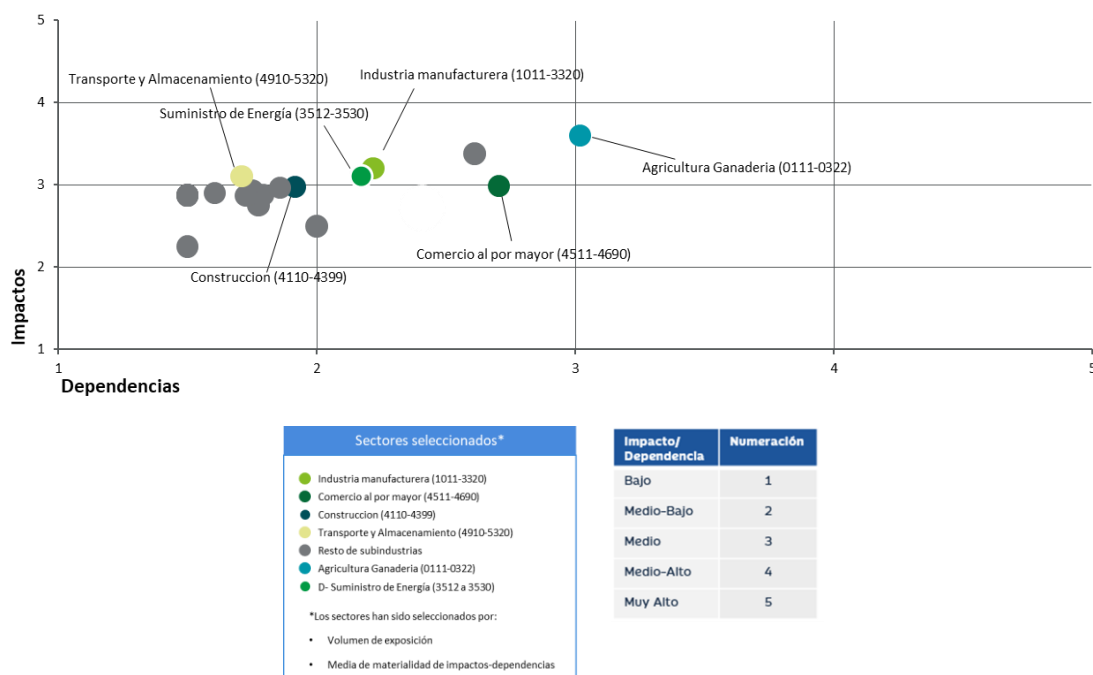 5
Industria manufacturera (1011-3320)
Transporte y Almacenamiento (4910-5320)
4
Suministro de Energía (3512-3530)
Agricultura Ganaderia (0111-0322)
3
Comercio al por mayor (4511-4690)
2
Construccion (4110-4399)
Impactos
1
1
2
3
4
5
Dependencias
Sectores seleccionados*
Industria manufacturera (1011-3320)
Comercio al por mayor (4511-4690)
Construccion (4110-4399)
Transporte y Almacenamiento (4910-5320)
Resto de subindustrias
Agricultura Ganaderia (0111-0322)
D- Suministro de Energía (3512 a 3530)
*Los sectores han sido seleccionados por:
• Volumen de exposición
• Media de materialidad de impactos-dependencias
Impacto/ Numeración
Dependencia
Bajo 1
Medio-Bajo 2
Medio 3
Medio-Alto 4
Muy Alto 5